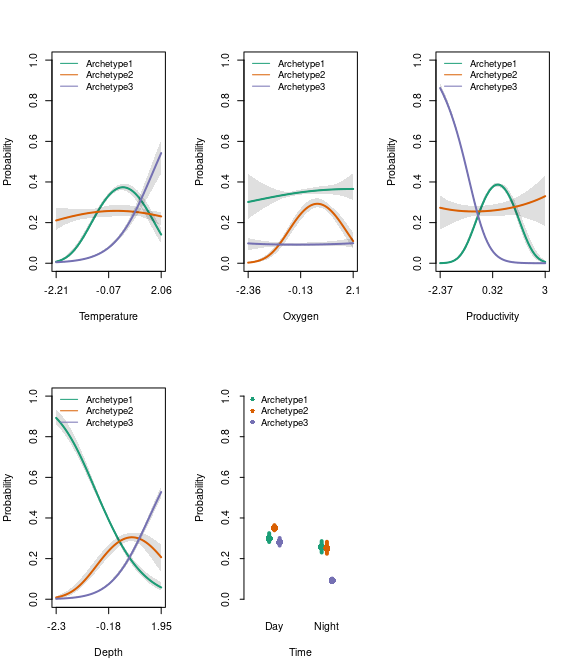 Probability
0.0 0.2 0.4 0.6 0.8 1.0
Archetype1
Archetype2
Archetype3
-2.21 -0.07 2.06
Temperature
Probability
0.0 0.2 0.4 0.6 0.8 1.0
Archetype1
Archetype2
Archetype3
-2.36 -0.13 2.1
Oxygen
Probability
0.0 0.2 0.4 0.6 0.8 1.0
Archetype1
Archetype2
Archetype3
-2.37 0.32 3
Productivity
Probability
0.0 0.2 0.4 0.6 0.8 1.0
Archetype1
Archetype2
Archetype3
-2.3 -0.18 1.95
Depth
Probability
0.0 0.2 0.4 0.6 0.8 1.0
Archetype1
Archetype2
Archetype3
Day Night
Time